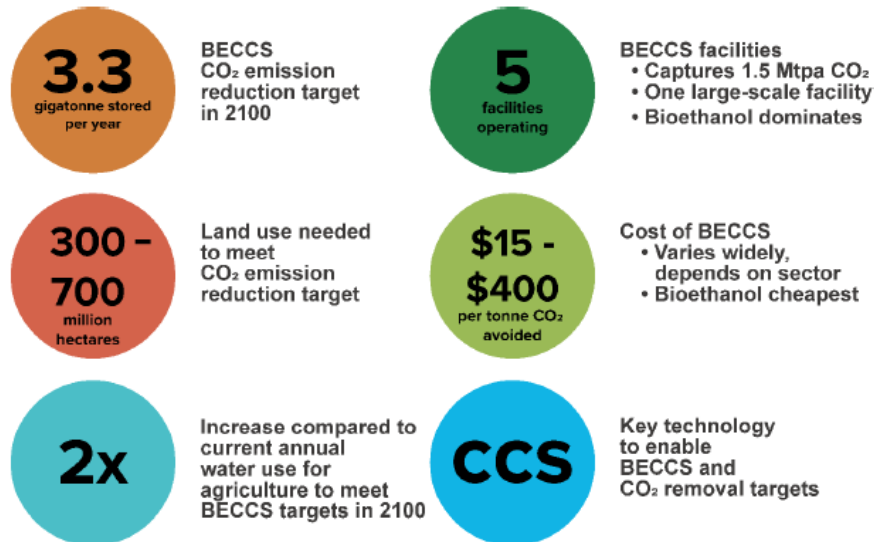 3.3
gigatonne stored
per year
BECCS
CO₂ emission
reduction target
in 2100
5
facilities
operating
BECCS facilities
• Captures 1.5 Mtpa CO₂
• One large-scale facility
• Bioethanol dominates
300 –
700
million
hectares
Land use needed
to meet
CO₂ emission
reduction target
$15 -
$400
per tonne CO₂
avoided
Cost of BECCS
• Varies widely,
depends on sector
• Bioethanol cheapest
2x
Increase compared to
current annual
water use for
agriculture to meet
BECCS targets in 2100
CCS
Key technology
to enable
BECCS and
CO₂ removal targets